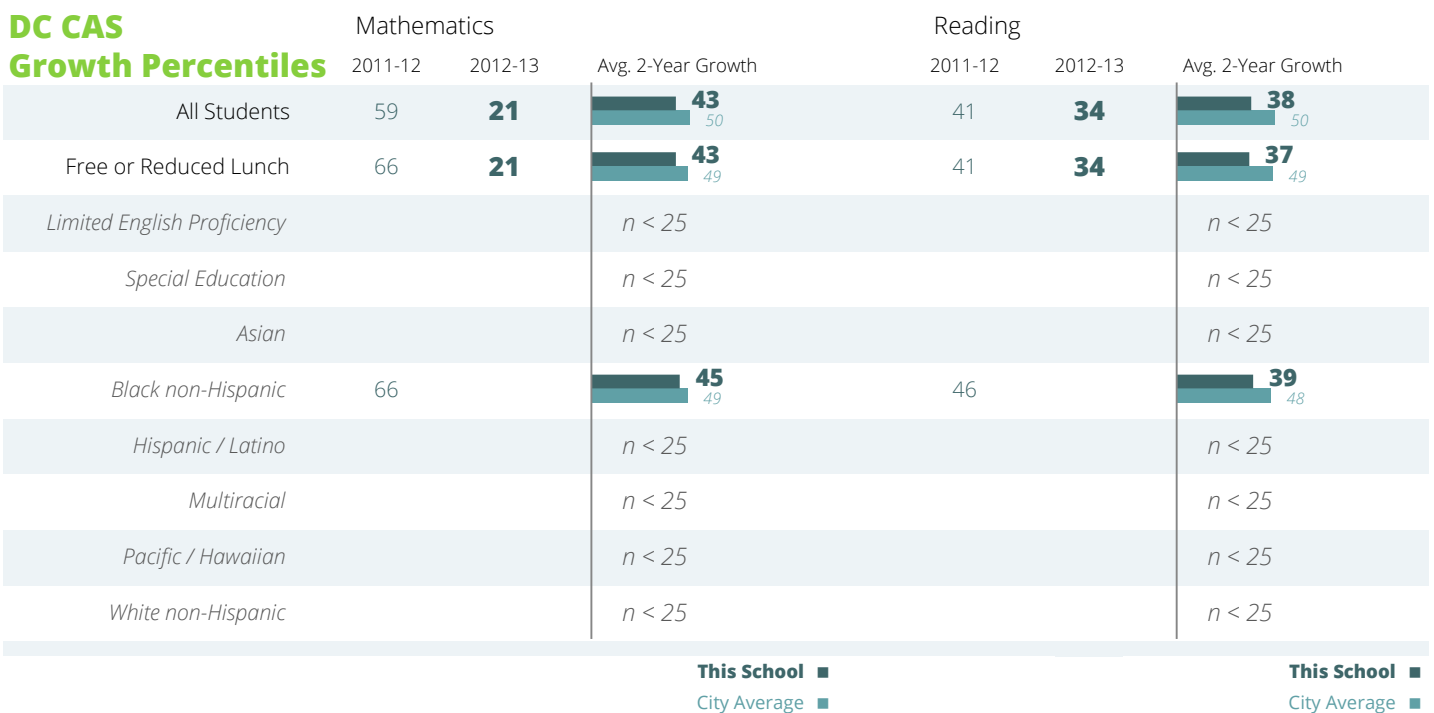 DC CAS Mathematics Reading
Growth Percentiles 2011-12 2012-13 Avg. 2-Year Growth 2011-12 2012-13 Avg. 2-Year Growth
All Students 59 21 43 50 41 34 38 50
Free or Reduced Lunch 66 21 43 49 41 34 37 49
Limited English Proficiency n < 25 n < 25
Special Education n < 25 n < 25
Asian n < 25 n < 25
Black non-Hispanic 66 45 49 46 39 48
Hispanic / Latino n < 25 n < 25
Multiracial n < 25 n < 25
Pacific / Hawaiian n < 25 n < 25
White non-Hispanic n < 25 n < 25
This School This School
City Average City Average